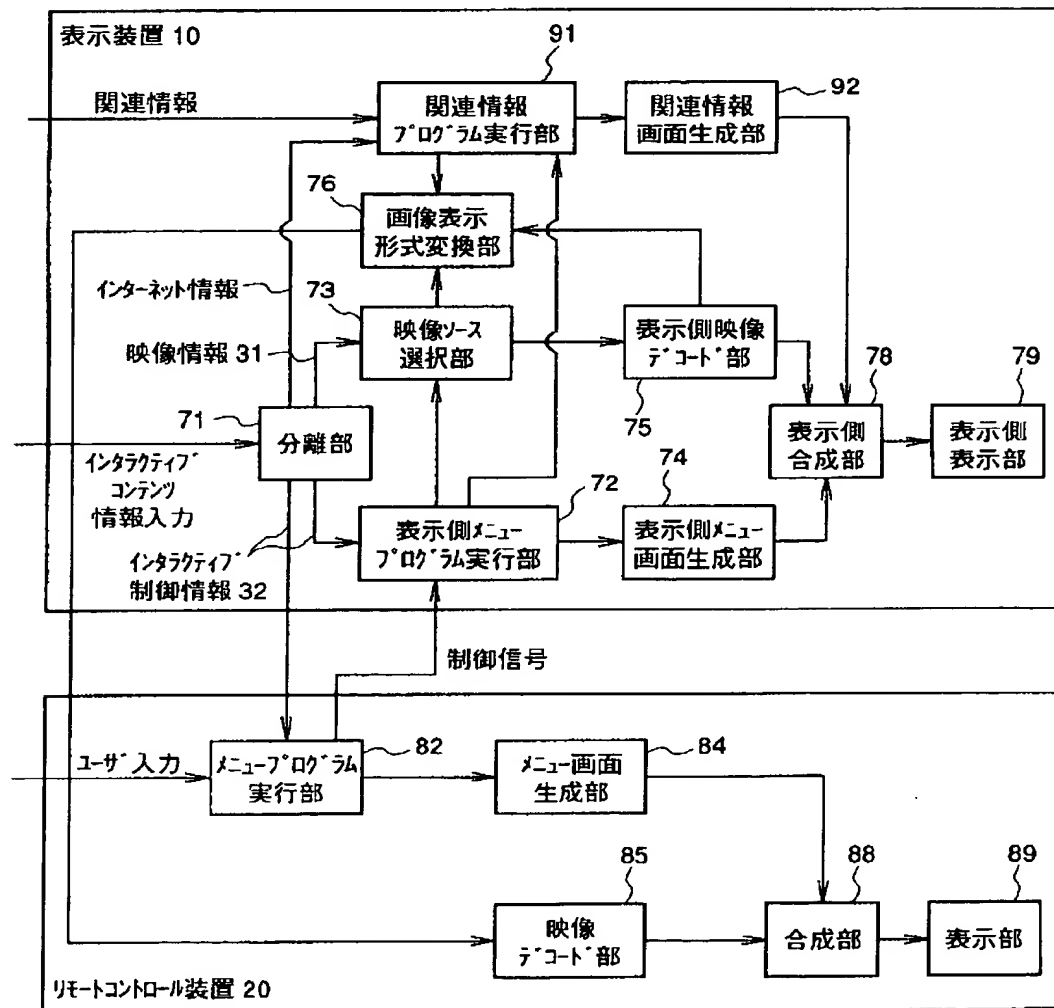 表示装置 10
91
関連情報
関連情報
プログラム実行部
92
関連情報
画面生成部
76
画像表示
形式変換部
インターネット情報
73
映像ソース
選択部
映像情報 31
表示側映像
デコード部
75
78
表示側
合成部
79
表示側
表示部
71
分離部
インタラクティブ
コンテンツ
情報入力
72
表示側メニュー
プログラム実行部
74
表示側メニュー
画面生成部
インタラクティブ
制御情報 32
制御信号
ユーザ入力
82
メニュープログラム
実行部
84
メニュー画面
生成部
85
映像
デコード部
88
合成部
89
表示部
リモートコントロール装置 20